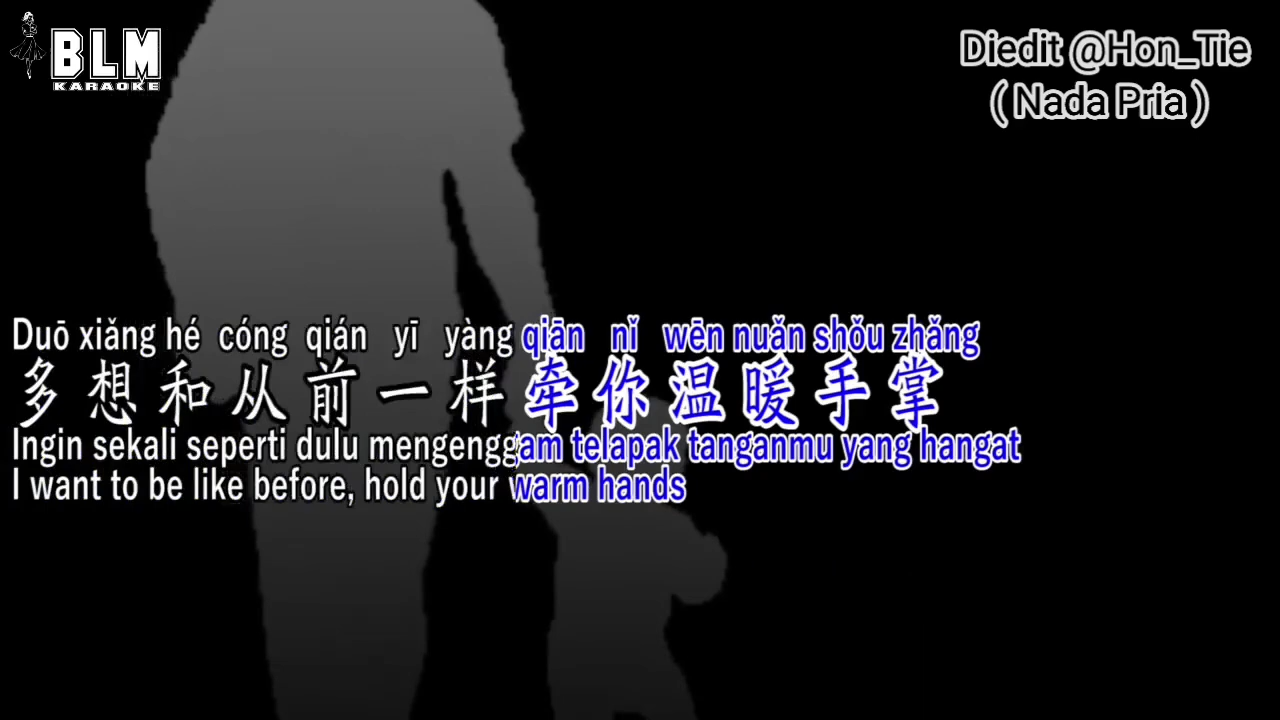 BLM
KARAOKE
Diedit @Hon_Tie
( Nada Pria )
Duō xiǎng hé cóng qián yī yàng qiān nǐ wēn nuǎn shǒu zhǎng
多想和从前一样牵你温暖手掌
Ingin sekali seperti dulu mengenggam telapak tanganmu yang hangat
I want to be like before, hold your warm hands